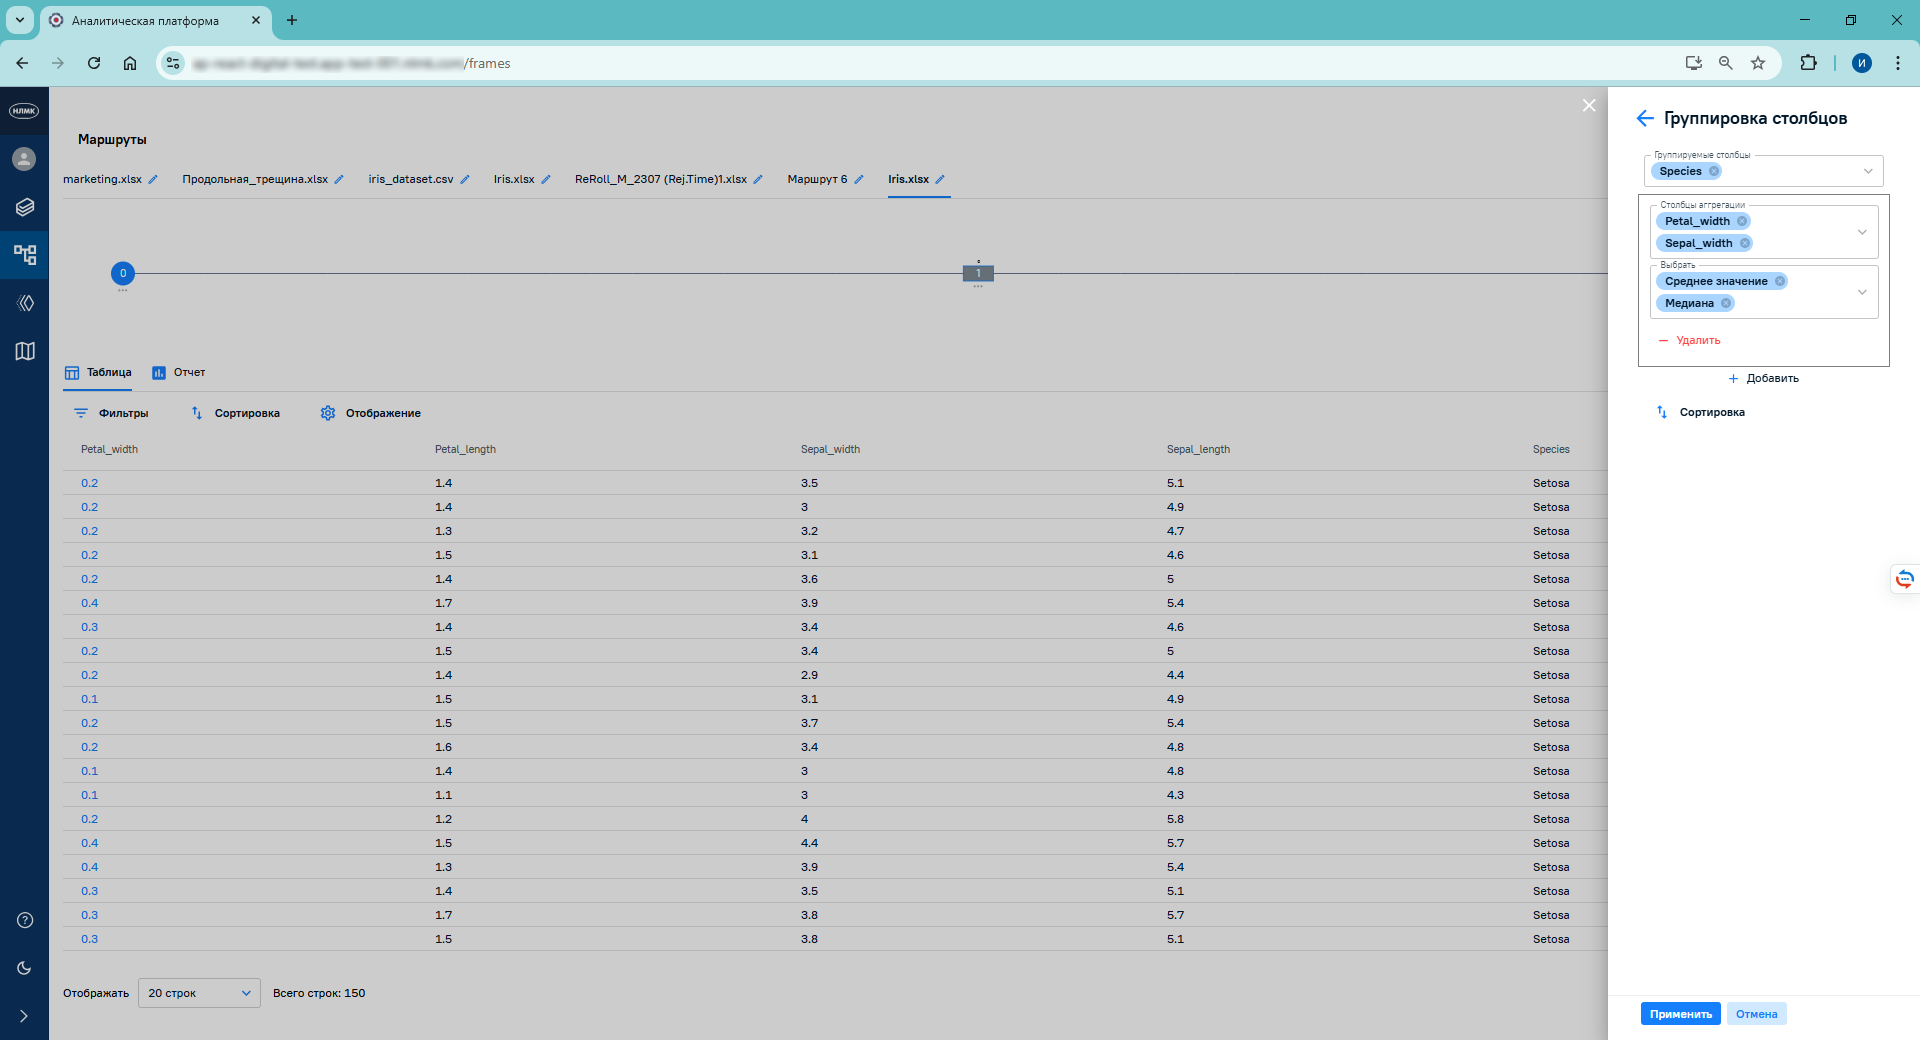 Аналитическая платформа
/frames
И
НЛМК
Маршруты
marketing.xlsx Продольная_трещина.xlsx iris_dataset.csv Iris.xlsx ReRoll_M_2307 (Rej.Time)1.xlsx Маршрут 6 Iris.xlsx
0 1
Таблица Отчет
Фильтры Сортировка Отображение
Petal_width Petal_length Sepal_width Sepal_length Species
0.2 1.4 3.5 5.1 Setosa
0.2 1.4 3 4.9 Setosa
0.2 1.3 3.2 4.7 Setosa
0.2 1.5 3.1 4.6 Setosa
0.2 1.4 3.6 5 Setosa
0.4 1.7 3.9 5.4 Setosa
0.3 1.4 3.4 4.6 Setosa
0.2 1.5 3.4 5 Setosa
0.2 1.4 2.9 4.4 Setosa
0.1 1.5 3.1 4.9 Setosa
0.2 1.5 3.7 5.4 Setosa
0.2 1.6 3.4 4.8 Setosa
0.1 1.4 3 4.8 Setosa
0.1 1.1 3 4.3 Setosa
0.2 1.2 4 5.8 Setosa
0.4 1.5 4.4 5.7 Setosa
0.4 1.3 3.9 5.4 Setosa
0.3 1.4 3.5 5.1 Setosa
0.3 1.7 3.8 5.7 Setosa
0.3 1.5 3.8 5.1 Setosa
Отображать 20 строк Всего строк: 150
Группировка столбцов
Группируемые столбцы
Species
Столбцы аггрегации
Petal_width
Sepal_width
Выбрать
Среднее значение
Медиана
Удалить
Добавить
Сортировка
Применить Отмена